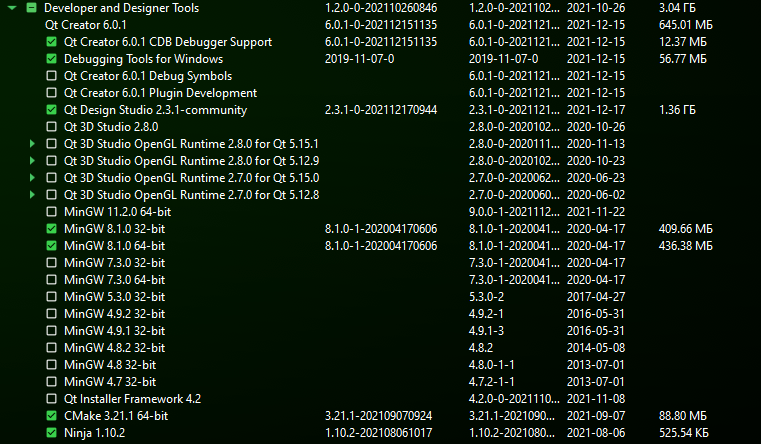 Developer and Designer Tools 1.2.0-0-202110260846 1.2.0-0-2021102... 2021-10-26 3.04 ГБ
Qt Creator 6.0.1 6.0.1-0-202112151135 6.0.1-0-2021121... 2021-12-15 645.01 МБ
Qt Creator 6.0.1 CDB Debugger Support 6.0.1-0-202112151135 6.0.1-0-2021121... 2021-12-15 12.37 МБ
Debugging Tools for Windows 2019-11-07-0 2019-11-07-0 2021-12-15 56.77 МБ
Qt Creator 6.0.1 Debug Symbols 6.0.1-0-2021121... 2021-12-15
Qt Creator 6.0.1 Plugin Development 6.0.1-0-2021121... 2021-12-15
Qt Design Studio 2.3.1-community 2.3.1-0-202112170944 2.3.1-0-2021121... 2021-12-17 1.36 ГБ
Qt 3D Studio 2.8.0 2.8.0-0-2020102... 2020-10-26
Qt 3D Studio OpenGL Runtime 2.8.0 for Qt 5.15.1 2.8.0-0-2020111... 2020-11-13
Qt 3D Studio OpenGL Runtime 2.8.0 for Qt 5.12.9 2.8.0-0-2020102... 2020-10-23
Qt 3D Studio OpenGL Runtime 2.7.0 for Qt 5.15.0 2.7.0-0-2020062... 2020-06-23
Qt 3D Studio OpenGL Runtime 2.7.0 for Qt 5.12.8 2.7.0-0-2020060... 2020-06-02
MinGW 11.2.0 64-bit 9.0.0-1-2021112... 2021-11-22
MinGW 8.1.0 32-bit 8.1.0-1-202004170606 8.1.0-1-2020041... 2020-04-17 409.66 МБ
MinGW 8.1.0 64-bit 8.1.0-1-202004170606 8.1.0-1-2020041... 2020-04-17 436.38 МБ
MinGW 7.3.0 32-bit 7.3.0-1-2020041... 2020-04-17
MinGW 7.3.0 64-bit 7.3.0-1-2020041... 2020-04-17
MinGW 5.3.0 32-bit 5.3.0-2 2017-04-27
MinGW 4.9.2 32-bit 4.9.2-1 2016-05-31
MinGW 4.9.1 32-bit 4.9.1-3 2016-05-31
MinGW 4.8.2 32-bit 4.8.2 2014-05-08
MinGW 4.8 32-bit 4.8.0-1-1 2013-07-01
MinGW 4.7 32-bit 4.7.2-1-1 2013-07-01
Qt Installer Framework 4.2 4.2.0-0-2021110... 2021-11-08
CMake 3.21.1 64-bit 3.21.1-202109070924 3.21.1-2021090... 2021-09-07 88.80 МБ
Ninja 1.10.2 1.10.2-202108061017 1.10.2-2021080... 2021-08-06 525.54 КБ